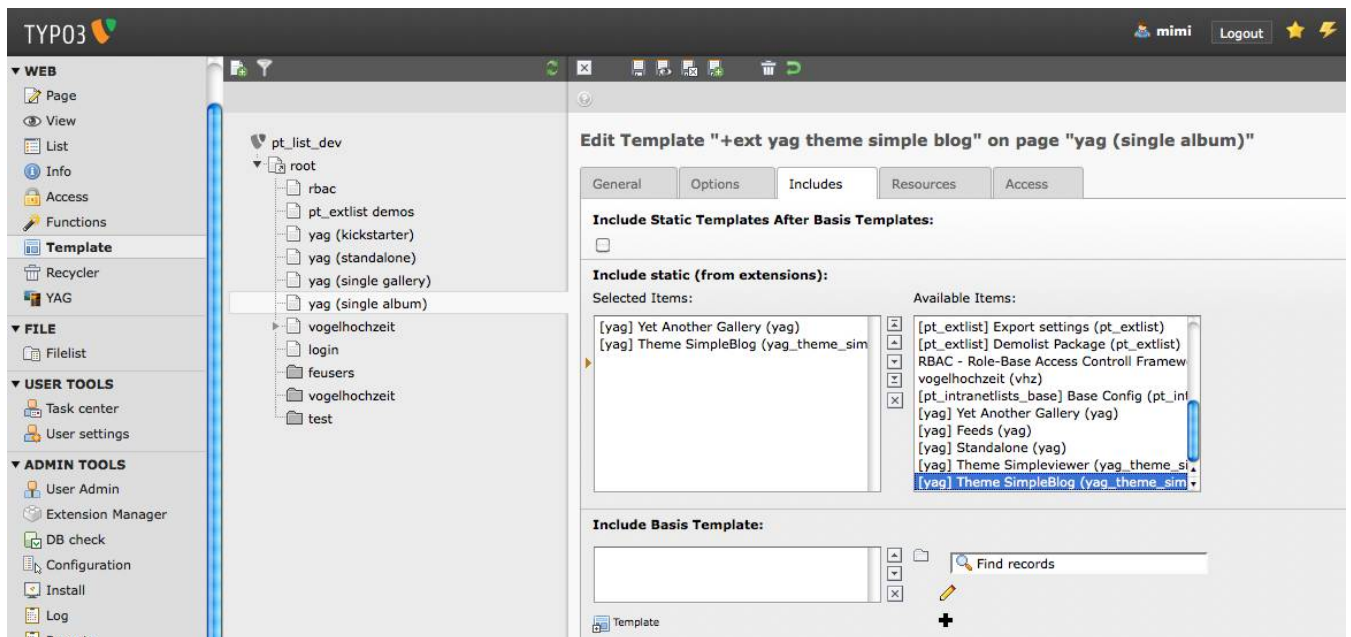 TYPO3
mimi Logout
WEB
Page
View
List
Info
Access
Functions
Template
Recycler
YAG
FILE
Filelist
USER TOOLS
Task center
User settings
ADMIN TOOLS
User Admin
Extension Manager
DB check
Configuration
Install
Log
pt_list_dev
root
rbac
pt_extlist demos
yag (kickstarter)
yag (standalone)
yag (single gallery)
yag (single album)
vogelhochzeit
login
feusers
vogelhochzeit
test
Edit Template "+ext yag theme simple blog" on page "yag (single album)"
General Options Includes Resources Access
Include Static Templates After Basis Templates:
Include static (from extensions):
Selected Items:
[yag] Yet Another Gallery (yag)
[yag] Theme SimpleBlog (yag_theme_sim
Available Items:
[pt_extlist] Export settings (pt_extlist)
[pt_extlist] Demolist Package (pt_extlist)
RBAC - Role-Base Access Controll Framew
vogelhochzeit (vhz)
[pt_intranetlists_base] Base Config (pt_int
[yag] Yet Another Gallery (yag)
[yag] Feeds (yag)
[yag] Standalone (yag)
[yag] Theme Simpleviewer (yag_theme_si
[yag] Theme SimpleBlog (yag_theme_sim
Include Basis Template:
Find records
Template